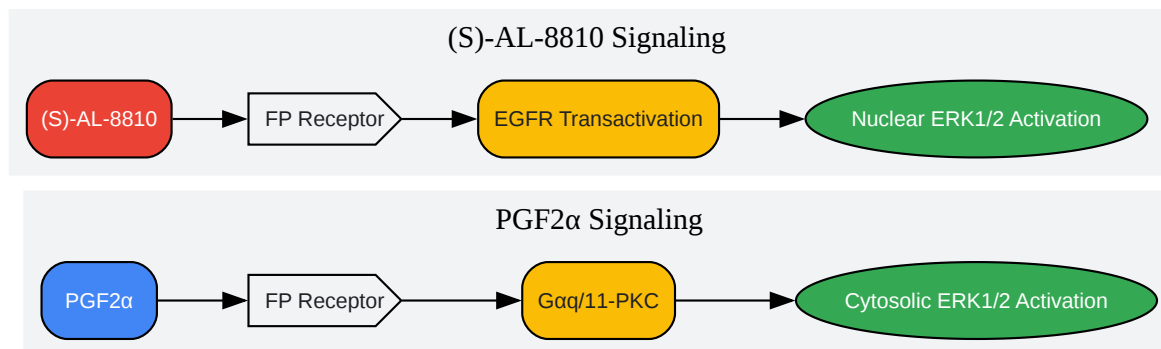 (S)-AL-8810 Signaling
(S)-AL-8810
FP Receptor
EGFR Transactivation
Nuclear ERK1/2 Activation
PGF2α Signaling
PGF2α
FP Receptor
Gαq/11-PKC
Cytosolic ERK1/2 Activation